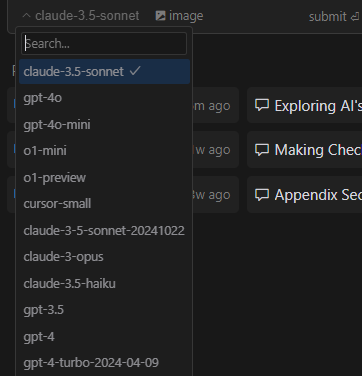 claude-3.5-sonnet image submit
Search...
claude-3.5-sonnet
gpt-4o
gpt-4o-mini
m ago Exploring AI's
o1-mini
w ago Making Chec
o1-preview
cursor-small
w ago Appendix Sec
claude-3-5-sonnet-20241022
claude-3-opus
claude-3.5-haiku
gpt-3.5
gpt-4
gpt-4-turbo-2024-04-09